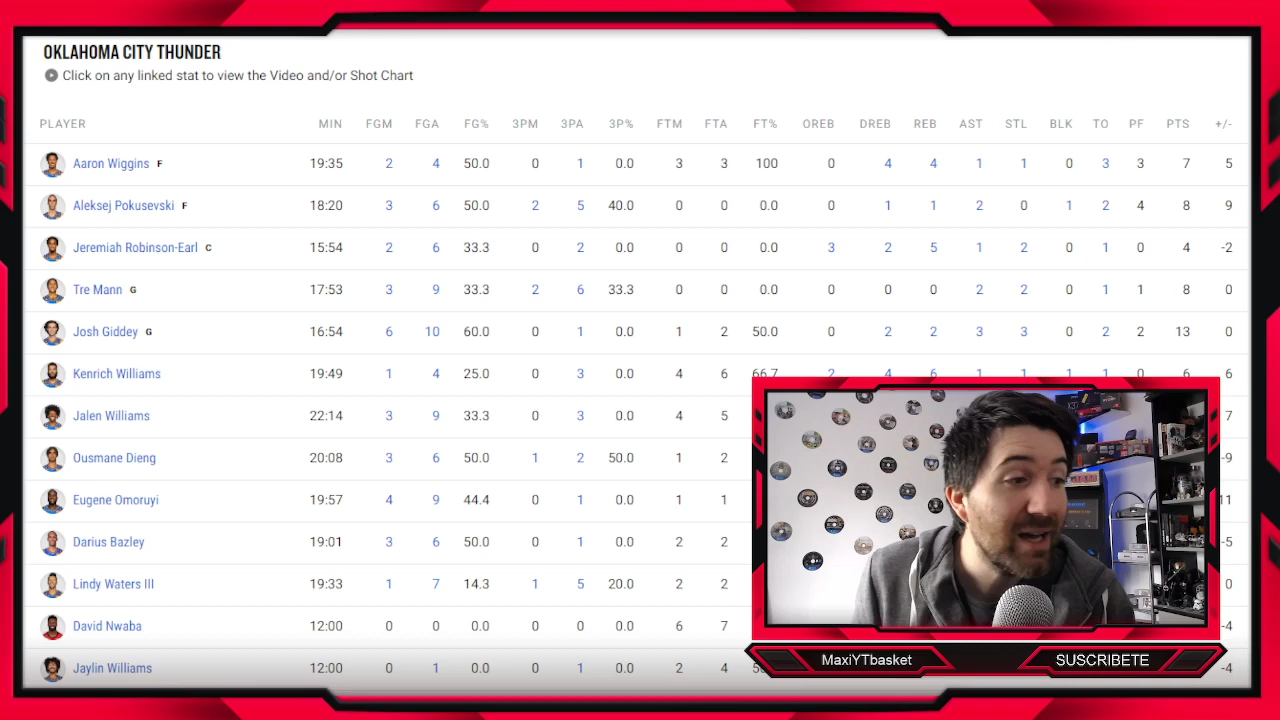 OKLAHOMA CITY THUNDER
Click on any linked stat to view the Video and/or Shot Chart
PLAYER MIN FGM FGA FG% 3PM 3PA 3P% FTM FTA FT% OREB DREB REB AST STL BLK TO PF PTS +/-
Aaron Wiggins F 19:35 2 4 50.0 0 1 0.0 3 3 100 0 4 4 1 1 0 3 3 7 5
Aleksej Pokusevski F 18:20 3 6 50.0 2 5 40.0 0 0 0.0 0 1 1 2 0 1 2 4 8 9
Jeremiah Robinson-Earl C 15:54 2 6 33.3 0 2 0.0 0 0 0.0 3 2 5 1 2 0 1 0 4 -2
Tre Mann G 17:53 3 9 33.3 2 6 33.3 0 0 0.0 0 0 0 2 2 0 1 1 8 0
Josh Giddey G 16:54 6 10 60.0 0 1 0.0 1 2 50.0 0 2 2 3 3 0 2 2 13 0
Kenrich Williams 19:49 1 4 25.0 0 3 0.0 4 6 66.7 2 4 6 1 1 1 1 0 6 6
Jalen Williams 22:14 3 9 33.3 0 3 0.0 4 5 7
Ousmane Dieng 20:08 3 6 50.0 1 2 50.0 1 2 -9
Eugene Omoruyi 19:57 4 9 44.4 0 1 0.0 1 1 11
Darius Bazley 19:01 3 6 50.0 0 1 0.0 2 2 -5
Lindy Waters III 19:33 1 7 14.3 1 5 20.0 2 2 0
David Nwaba 12:00 0 0 0.0 0 0 0.0 6 7 -4
Jaylin Williams 12:00 0 1 0.0 0 1 0.0 2 4 -4
MaxiYTbasket
SUSCRIBETE